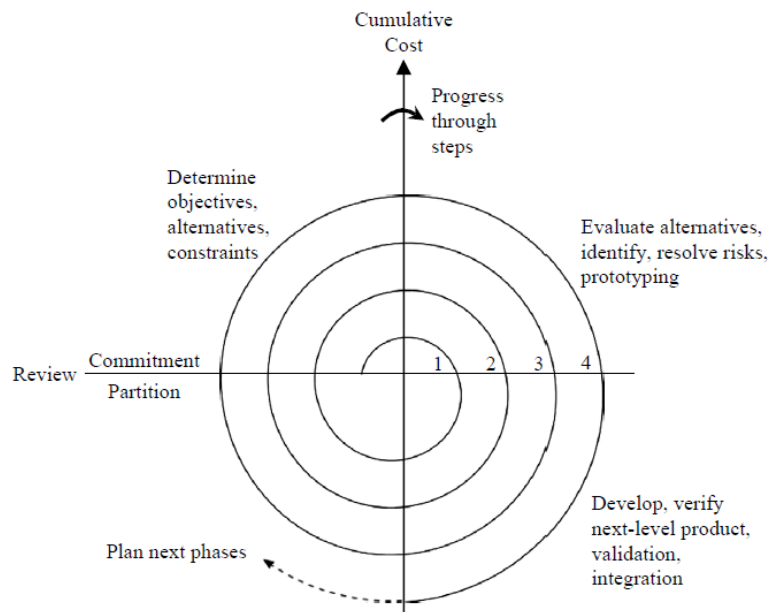 Cumulative
Cost
Progress
through
steps
Determine
objectives,
alternatives,
constraints
Evaluate alternatives,
identify, resolve risks,
prototyping
Review
Commitment
Partition
1 2 3 4
Plan next phases
Develop, verify
next-level product,
validation,
integration